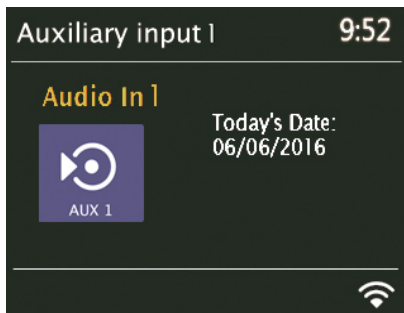 Auxiliary input 1
9:52
Audio In 1
Today's Date:
06/06/2016
AUX 1